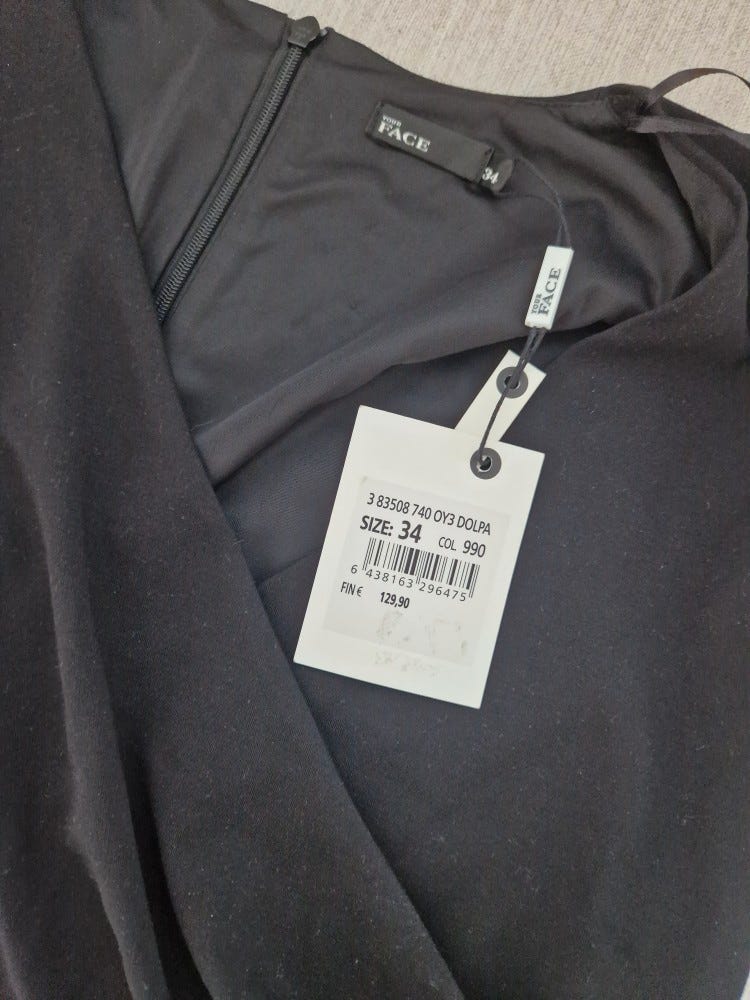 YOUR
FACE
34
YOUR
FACE
3 83508 740 OY3 DOLPA
SIZE: 34 COL 990
6 438163 296475
FIN € 129,90